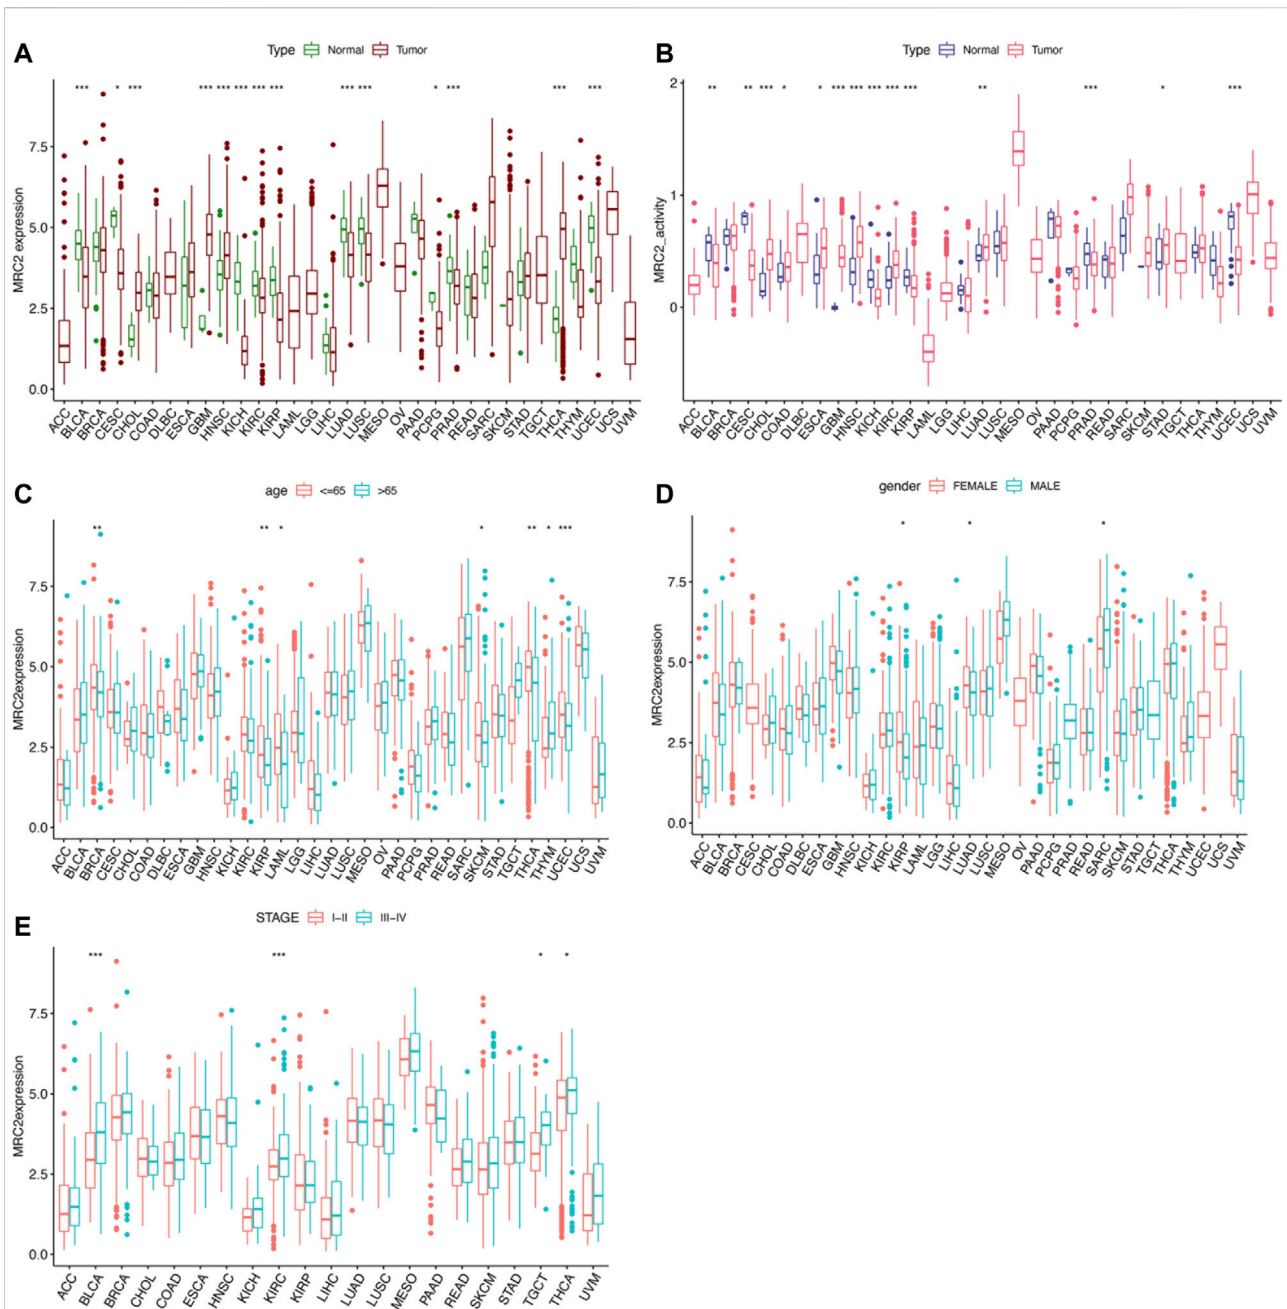 A
Type Normal Tumor
*** * *** *** *** *** *** *** *** *** * *** *** ***
MRC2 expression
7.5
5.0
2.5
0.0
ACC BLCA BRCA CESC CHOL COAD DLBC ESCA GBM HNSC KICH KIRC KIRP LAML LGG LIHC LUAD LUSC MESO OV PAAD PCPG PRAD READ SARC SKCM STAD TGCT THCA THYM UCEC UCS UVM
B
Type Normal Tumor
** ** *** * * *** *** *** *** *** ** *** * ***
MRC2_activity
2
1
0
ACC BLCA BRCA CESC CHOL COAD DLBC ESCA GBM HNSC KICH KIRC KIRP LAML LGG LIHC LUAD LUSC MESO OV PAAD PCPG PRAD READ SARC SKCM STAD TGCT THCA THYM UCEC UCS UVM
C
age <=65 >65
** ** * * ** * ***
MRC2expression
7.5
5.0
2.5
0.0
ACC BLCA BRCA CESC CHOL COAD DLBC ESCA GBM HNSC KICH KIRC KIRP LAML LGG LIHC LUAD LUSC MESO OV PAAD PCPG PRAD READ SARC SKCM STAD TGCT THCA THYM UCEC UCS UVM
D
gender FEMALE MALE
* * *
MRC2expression
7.5
5.0
2.5
0.0
ACC BLCA BRCA CESC CHOL COAD DLBC ESCA GBM HNSC KICH KIRC KIRP LAML LGG LIHC LUAD LUSC MESO OV PAAD PCPG PRAD READ SARC SKCM STAD TGCT THCA THYM UCEC UCS UVM
E
STAGE I-II III-IV
*** *** * *
MRC2expression
7.5
5.0
2.5
0.0
ACC BLCA BRCA CHOL COAD ESCA HNSC KICH KIRC KIRP LIHC LUAD LUSC MESO PAAD READ SKCM STAD TGCT THCA UVM